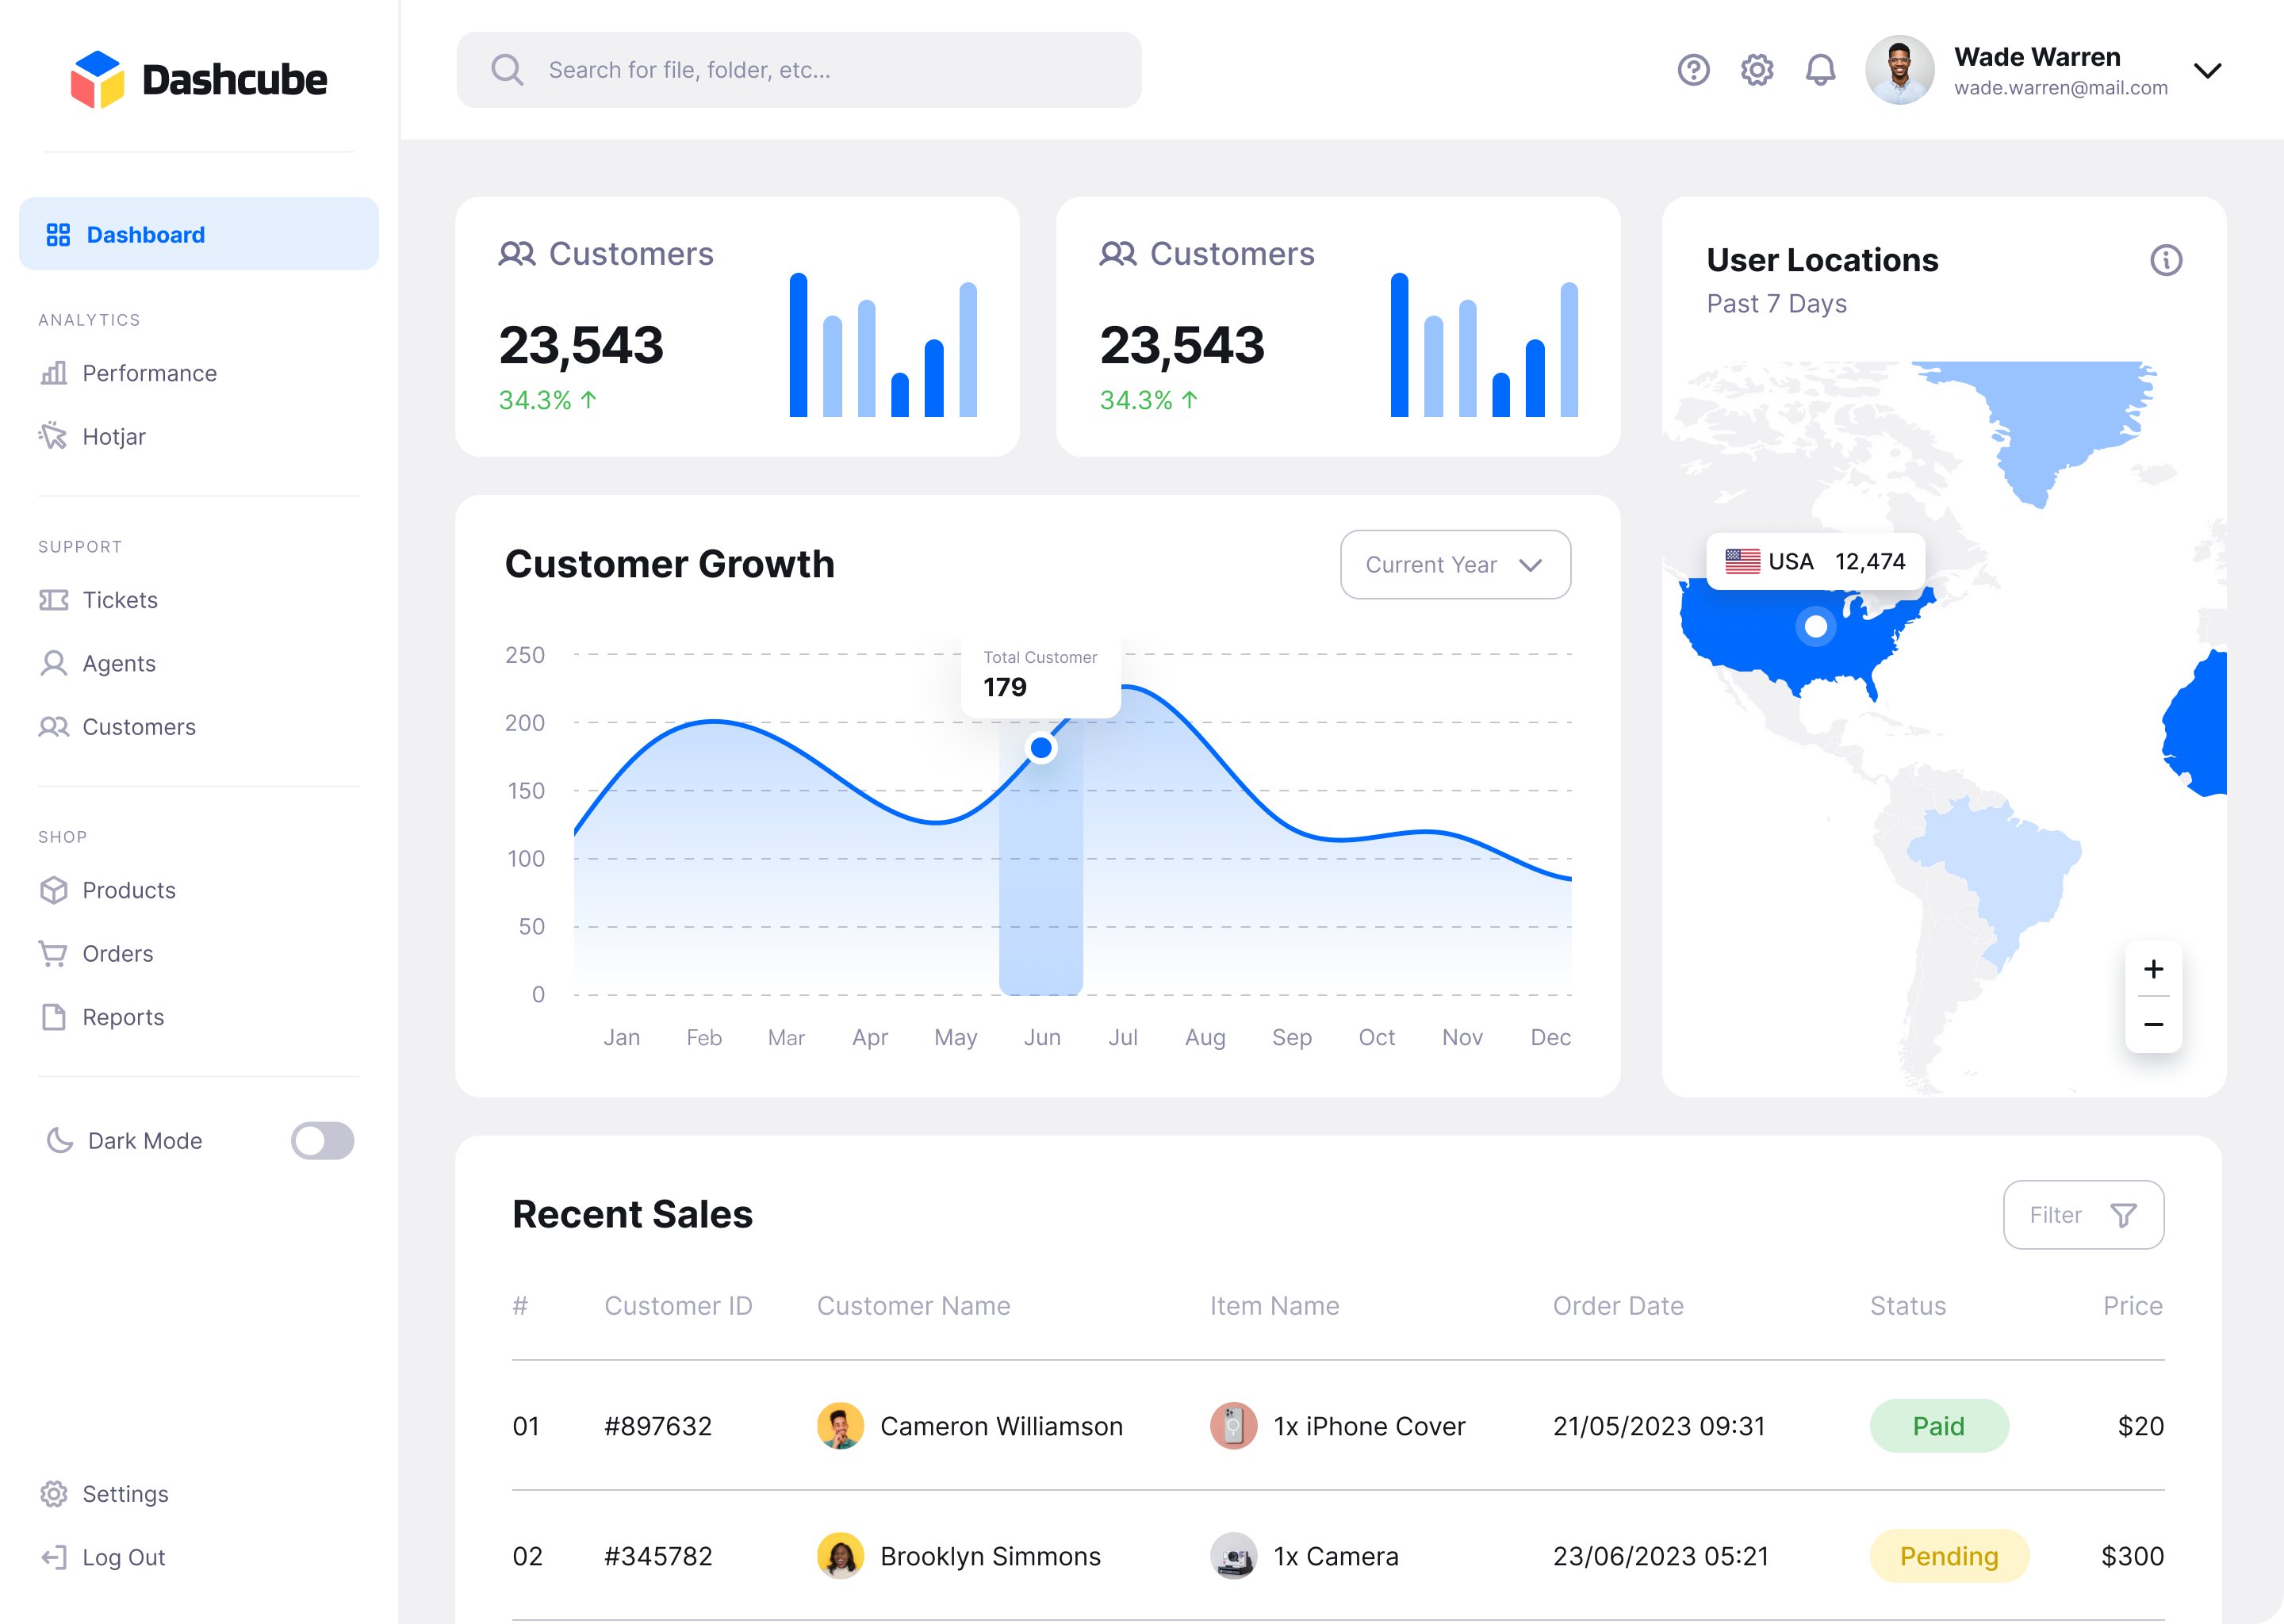 Dashcube
Search for file, folder, etc...
Wade Warren
wade.warren@mail.com
Dashboard
ANALYTICS
Performance
Hotjar
SUPPORT
Tickets
Agents
Customers
SHOP
Products
Orders
Reports
Dark Mode
Settings
Log Out
Customers
23,543
34.3% ↑
Customers
23,543
34.3% ↑
User Locations
Past 7 Days
USA 12,474
+
−
Customer Growth
Current Year
Total Customer
179
250
200
150
100
50
0
Jan Feb Mar Apr May Jun Jul Aug Sep Oct Nov Dec
Recent Sales
Filter
# Customer ID Customer Name Item Name Order Date Status Price
01 #897632 Cameron Williamson 1x iPhone Cover 21/05/2023 09:31 Paid $20
02 #345782 Brooklyn Simmons 1x Camera 23/06/2023 05:21 Pending $300